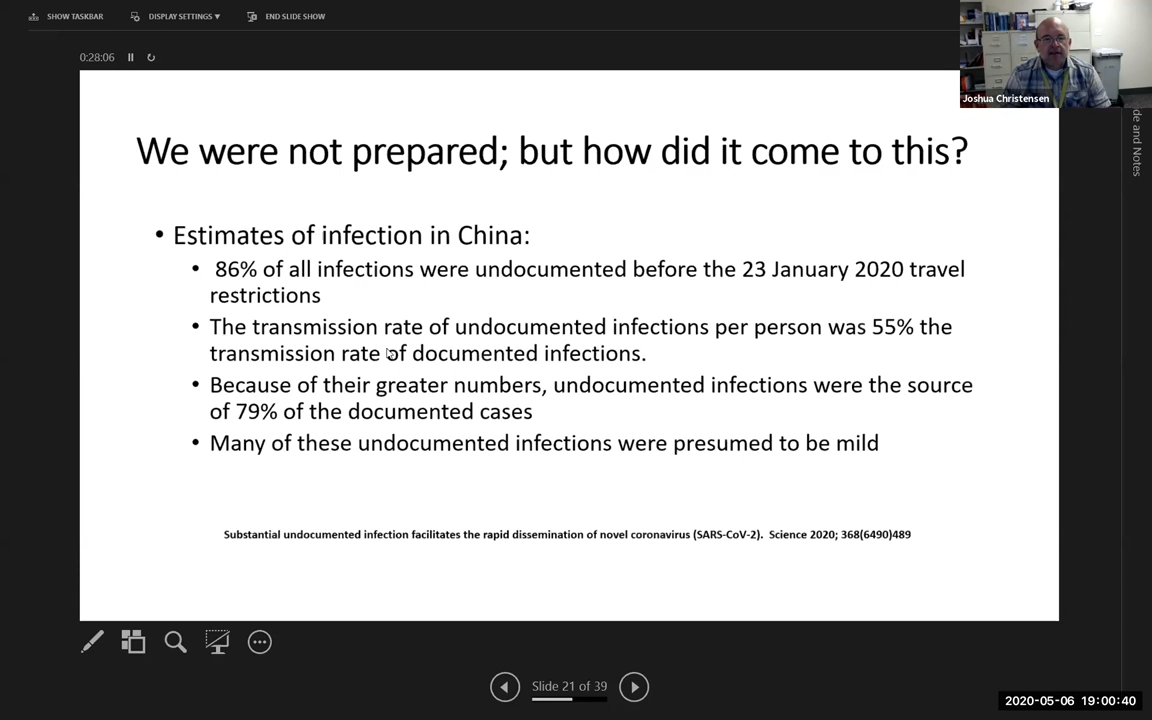 SHOW TASKBAR
DISPLAY SETTINGS ▾
END SLIDE SHOW
0:28:06
Joshua Christensen
de and Notes
We were not prepared; but how did it come to this?
• Estimates of infection in China:
• 86% of all infections were undocumented before the 23 January 2020 travel
restrictions
• The transmission rate of undocumented infections per person was 55% the
transmission rate of documented infections.
• Because of their greater numbers, undocumented infections were the source
of 79% of the documented cases
• Many of these undocumented infections were presumed to be mild
Substantial undocumented infection facilitates the rapid dissemination of novel coronavirus (SARS-CoV-2). Science 2020; 368(6490)489
Slide 21 of 39
2020-05-06 19:00:40